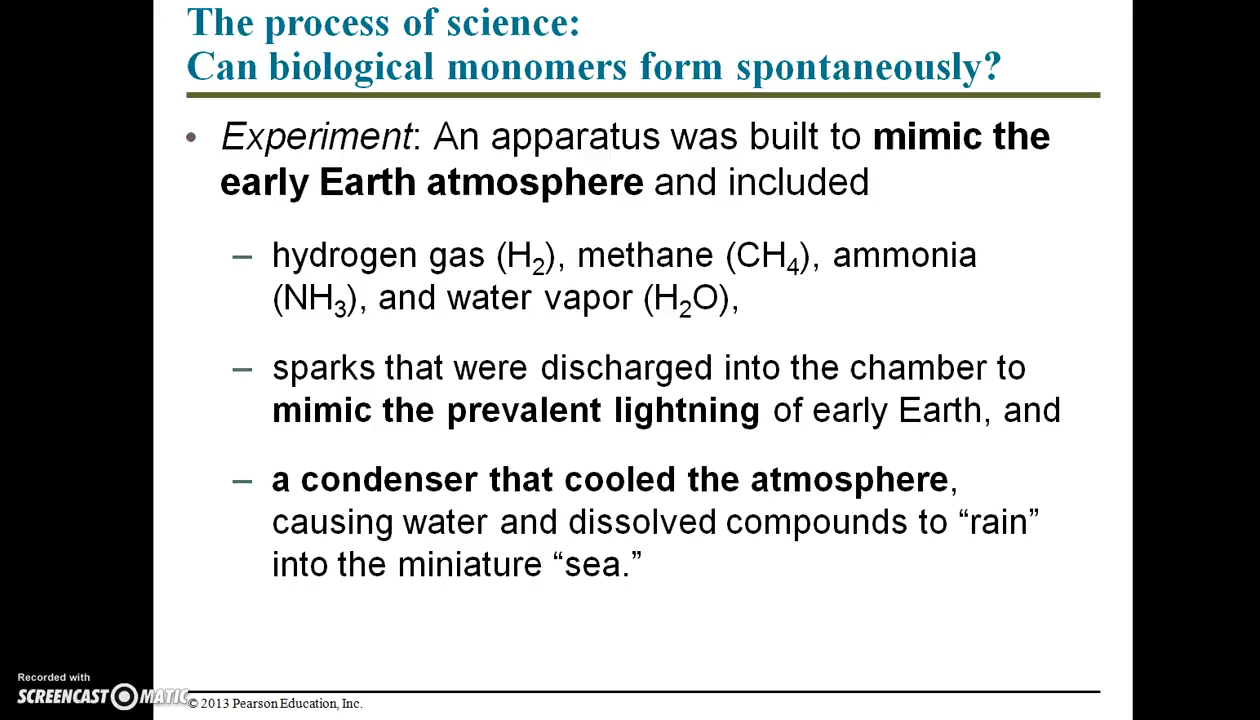 The process of science:
Can biological monomers form spontaneously?
• Experiment: An apparatus was built to mimic the
early Earth atmosphere and included
– hydrogen gas (H₂), methane (CH₄), ammonia
(NH₃), and water vapor (H₂O),
– sparks that were discharged into the chamber to
mimic the prevalent lightning of early Earth, and
– a condenser that cooled the atmosphere,
causing water and dissolved compounds to “rain”
into the miniature “sea.”
Recorded with
SCREENCAST MATIC
© 2013 Pearson Education, Inc.